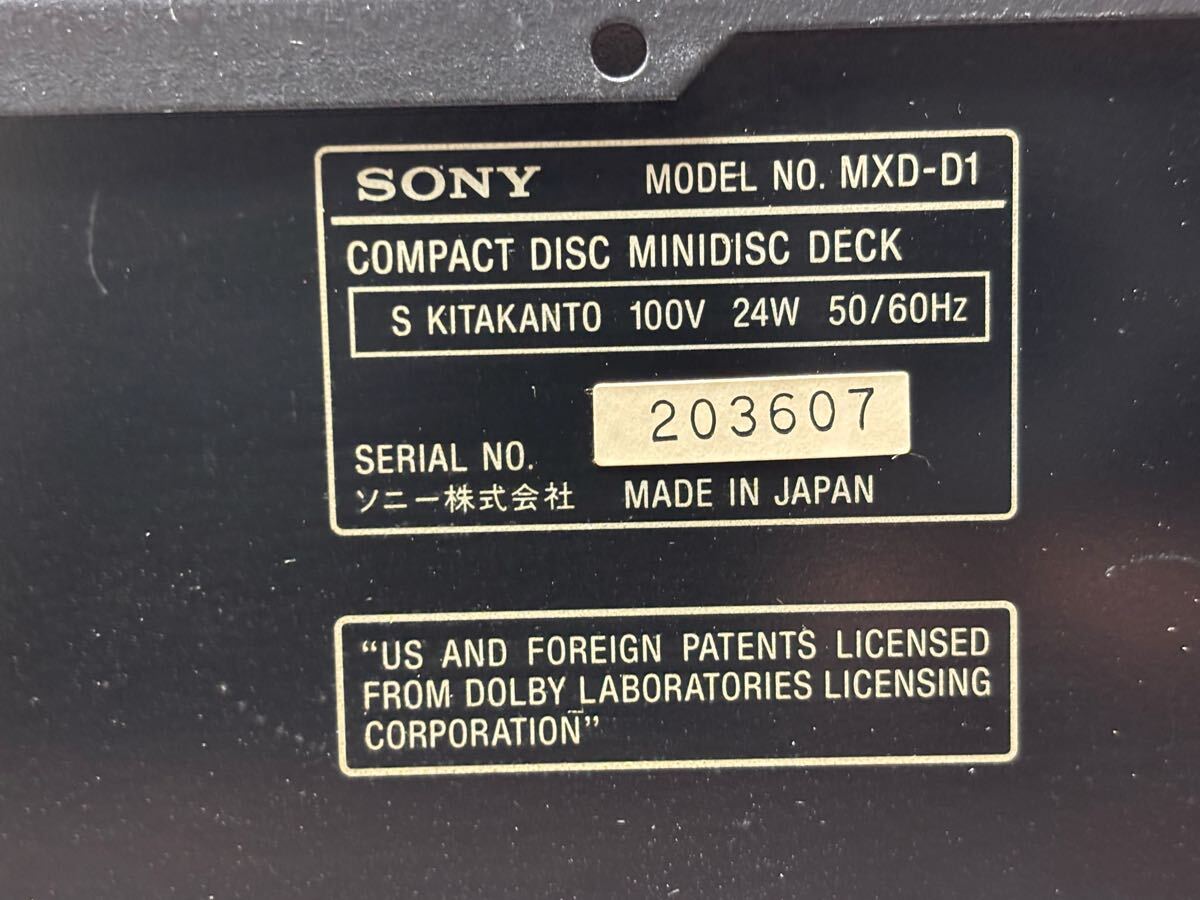 SONY MODEL NO. MXD-D1
COMPACT DISC MINIDISC DECK
S KITAKANTO 100V 24W 50/60Hz
203607
SERIAL NO.
ソニー株式会社 MADE IN JAPAN
“US AND FOREIGN PATENTS LICENSED
FROM DOLBY LABORATORIES LICENSING
CORPORATION”